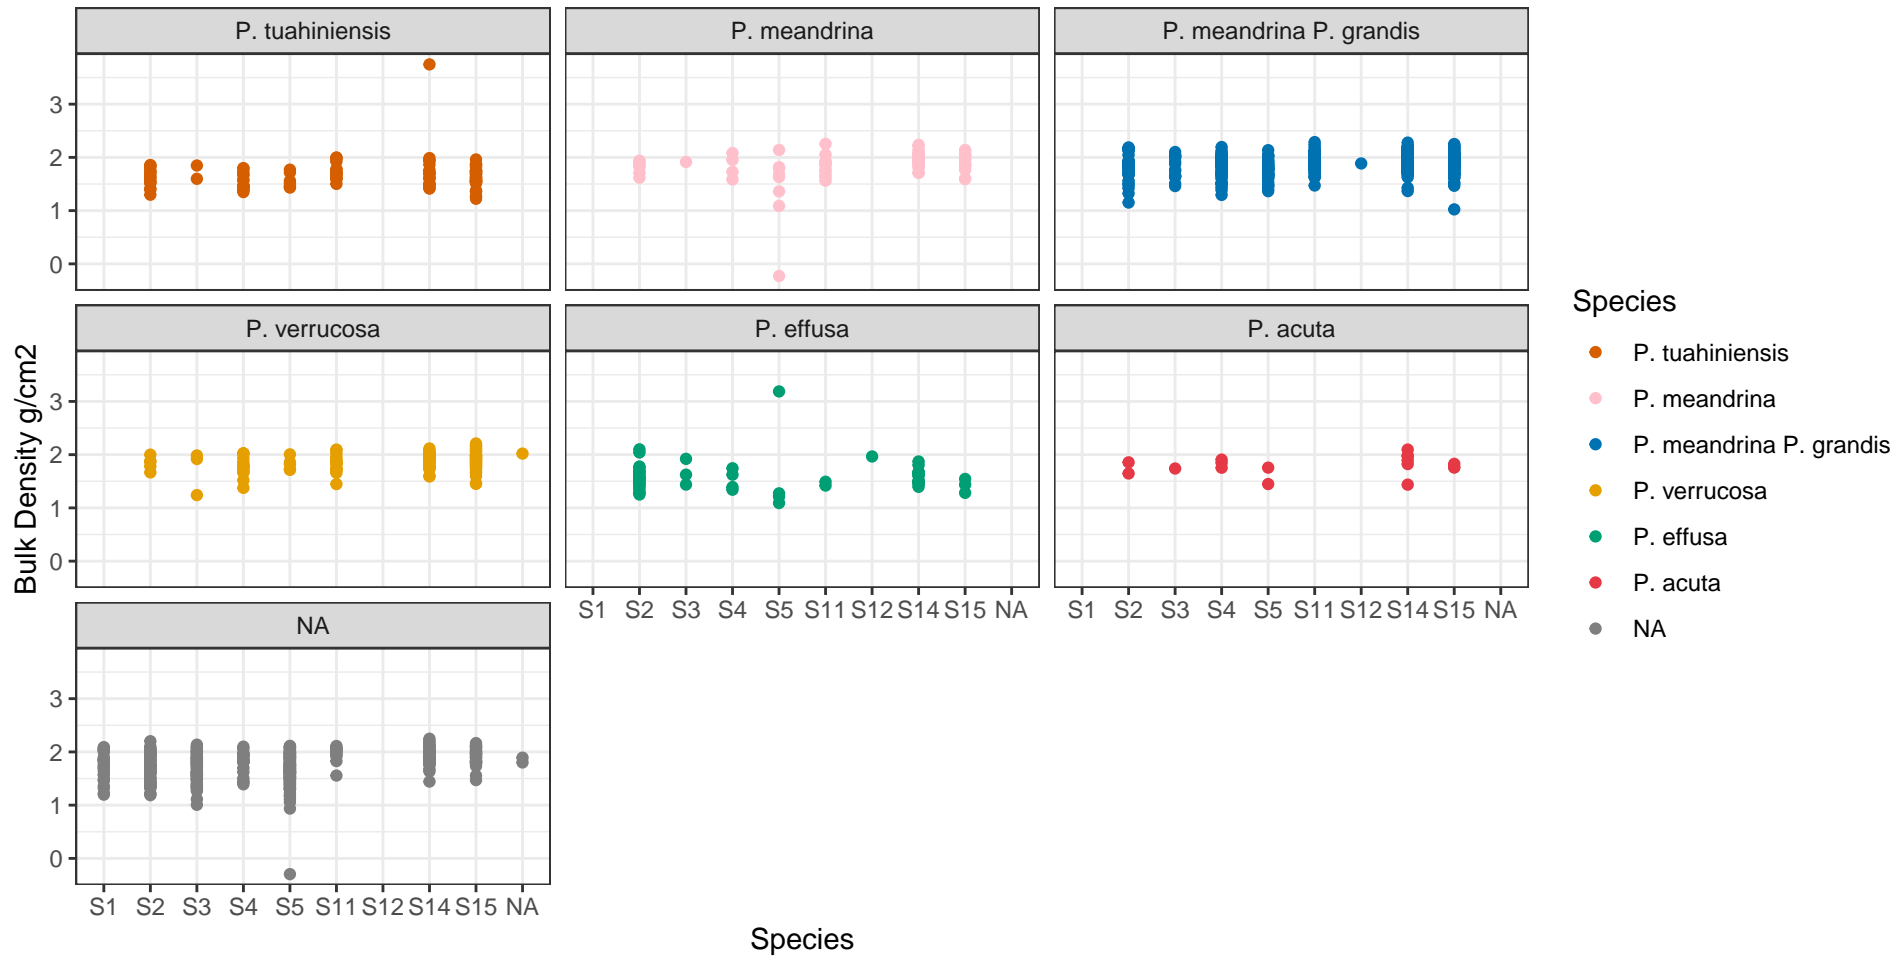 P. tuahiniensis P. meandrina P. meandrina P. grandis
3
2
1
0
P. verrucosa P. effusa P. acuta
3
2
1
0
Bulk Density g/cm2
S1 S2 S3 S4 S5 S11 S12 S14 S15 NA S1 S2 S3 S4 S5 S11 S12 S14 S15 NA
NA
3
2
1
0
S1 S2 S3 S4 S5 S11 S12 S14 S15 NA
Species
Species
P. tuahiniensis
P. meandrina
P. meandrina P. grandis
P. verrucosa
P. effusa
P. acuta
NA